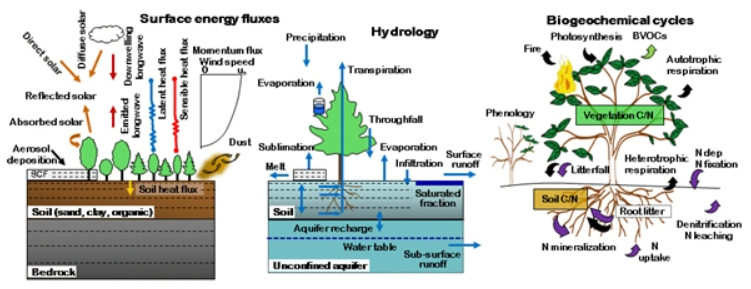 Surface energy fluxes
Direct solar
Diffuse solar
Downwelling
longwave
Reflected solar
Absorbed solar
Emitted
longwave
Latent heat flux
Sensible heat flux
Momentum flux
Wind speed
0
Aerosol
deposition
Dust
SCF
Soil heat flux
Soil (sand, clay, organic)
Bedrock
Hydrology
Precipitation
Transpiration
Evaporation
Throughfall
Sublimation
Evaporation
Melt
Infiltration
Surface
runoff
Saturated
fraction
Soil
Aquifer recharge
Water table
Sub-surface
runoff
Unconfined aquifer
Biogeochemical cycles
Photosynthesis
BVOCs
Fire
Autotrophic
respiration
Vegetation C/N
Phenology
Litterfall
Heterotrophic
respiration
N dep
N fixation
Soil C/N
Root litter
Denitrification
N leaching
N mineralization
N
uptake